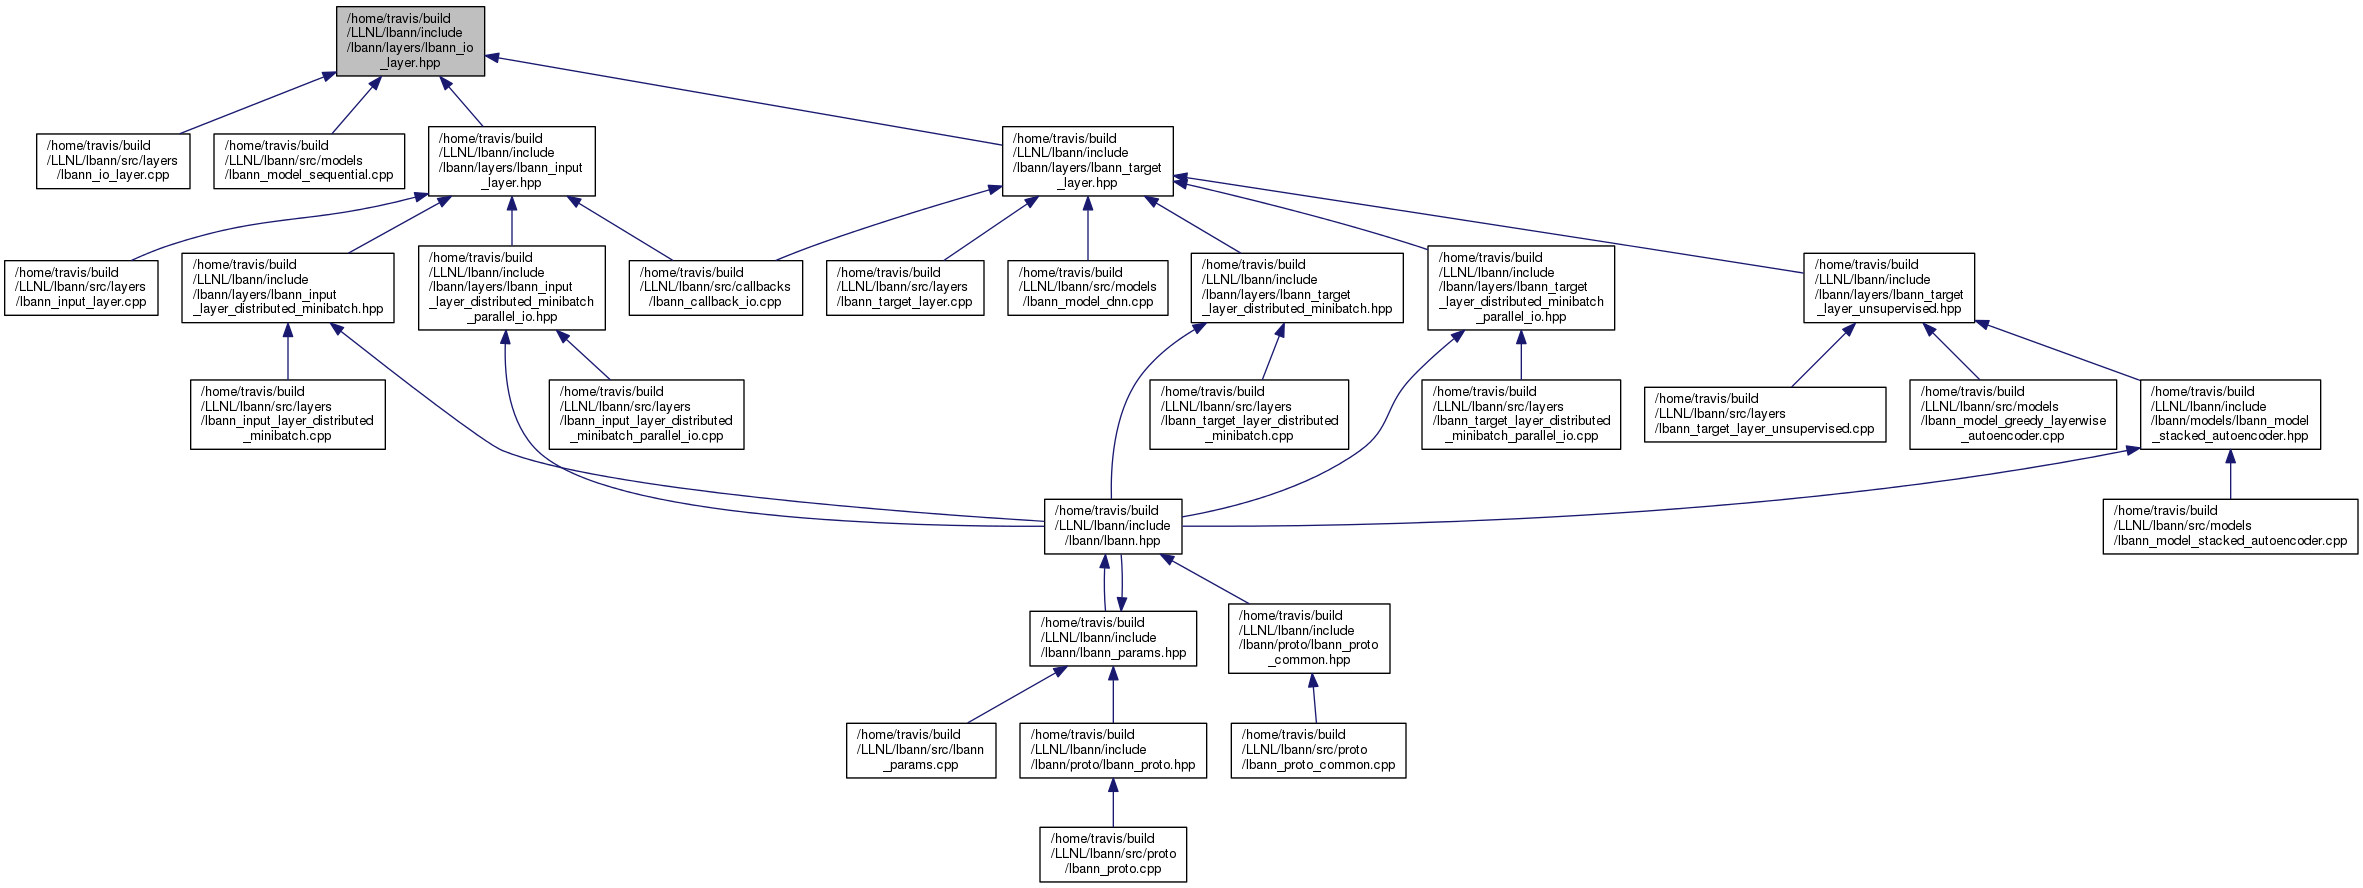 /home/travis/build
/LLNL/lbann/include
/lbann/layers/lbann_io
_layer.hpp
/home/travis/build
/LLNL/lbann/src/layers
/lbann_io_layer.cpp
/home/travis/build
/LLNL/lbann/src/models
/lbann_model_sequential.cpp
/home/travis/build
/LLNL/lbann/include
/lbann/layers/lbann_input
_layer.hpp
/home/travis/build
/LLNL/lbann/include
/lbann/layers/lbann_target
_layer.hpp
/home/travis/build
/LLNL/lbann/src/layers
/lbann_input_layer.cpp
/home/travis/build
/LLNL/lbann/include
/lbann/layers/lbann_input
_layer_distributed_minibatch.hpp
/home/travis/build
/LLNL/lbann/include
/lbann/layers/lbann_input
_layer_distributed_minibatch
_parallel_io.hpp
/home/travis/build
/LLNL/lbann/src/callbacks
/lbann_callback_io.cpp
/home/travis/build
/LLNL/lbann/src/layers
/lbann_target_layer.cpp
/home/travis/build
/LLNL/lbann/src/models
/lbann_model_dnn.cpp
/home/travis/build
/LLNL/lbann/include
/lbann/layers/lbann_target
_layer_distributed_minibatch.hpp
/home/travis/build
/LLNL/lbann/include
/lbann/layers/lbann_target
_layer_distributed_minibatch
_parallel_io.hpp
/home/travis/build
/LLNL/lbann/include
/lbann/layers/lbann_target
_layer_unsupervised.hpp
/home/travis/build
/LLNL/lbann/src/layers
/lbann_input_layer_distributed
_minibatch.cpp
/home/travis/build
/LLNL/lbann/src/layers
/lbann_input_layer_distributed
_minibatch_parallel_io.cpp
/home/travis/build
/LLNL/lbann/src/layers
/lbann_target_layer_distributed
_minibatch.cpp
/home/travis/build
/LLNL/lbann/src/layers
/lbann_target_layer_distributed
_minibatch_parallel_io.cpp
/home/travis/build
/LLNL/lbann/src/layers
/lbann_target_layer_unsupervised.cpp
/home/travis/build
/LLNL/lbann/src/models
/lbann_model_greedy_layerwise
_autoencoder.cpp
/home/travis/build
/LLNL/lbann/include
/lbann/models/lbann_model
_stacked_autoencoder.hpp
/home/travis/build
/LLNL/lbann/include
/lbann/lbann.hpp
/home/travis/build
/LLNL/lbann/src/models
/lbann_model_stacked_autoencoder.cpp
/home/travis/build
/LLNL/lbann/include
/lbann/lbann_params.hpp
/home/travis/build
/LLNL/lbann/include
/lbann/proto/lbann_proto
_common.hpp
/home/travis/build
/LLNL/lbann/src/lbann
_params.cpp
/home/travis/build
/LLNL/lbann/include
/lbann/proto/lbann_proto.hpp
/home/travis/build
/LLNL/lbann/src/proto
/lbann_proto_common.cpp
/home/travis/build
/LLNL/lbann/src/proto
/lbann_proto.cpp